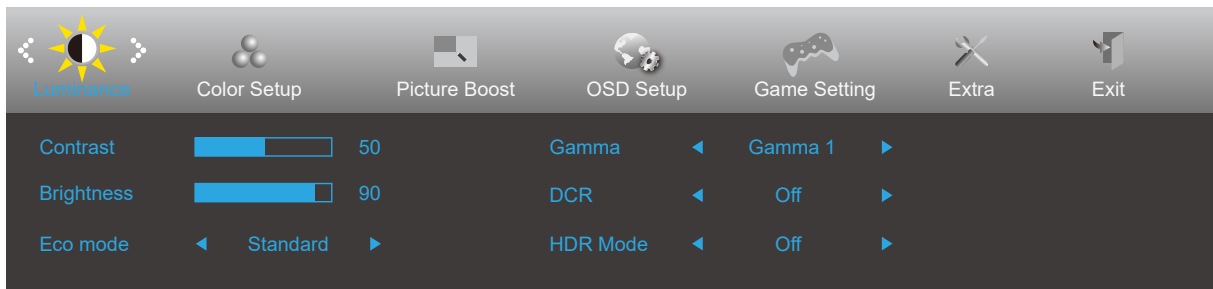 Luminance Color Setup Picture Boost OSD Setup Game Setting Extra Exit
Contrast 50 Gamma Gamma 1
Brightness 90 DCR Off
Eco mode Standard HDR Mode Off